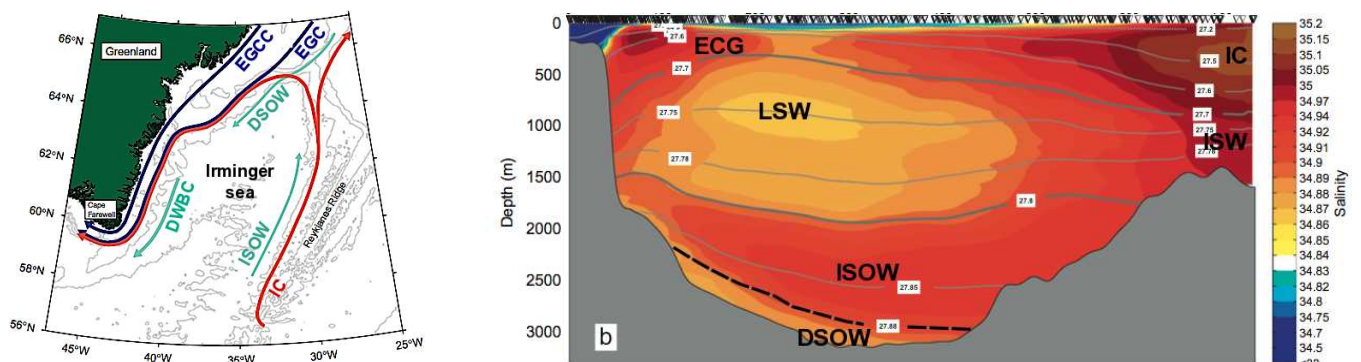 66°N
64°N
62°N
60°N
58°N
56°N
Greenland
EGCC
EGC
DSOW
Irminger
sea
DWBC
ISOW
Reykjanes Ridge
IC
Cape
Farewell
45°W
40°W
35°W
30°W
25°W
Depth (m)
0
500
1000
1500
2000
2500
3000
27.6
27.7
27.75
27.78
ECG
LSW
ISOW
DSOW
27.2
27.5
27.6
27.7
27.75
27.78
IC
ISW
27.8
27.85
27.88
b
35.2
35.15
35.1
35.05
35
34.97
34.94
34.92
34.91
34.9
34.89
34.88
34.87
34.86
34.85
34.84
34.83
34.82
34.8
34.75
34.7
34.5
Salinity